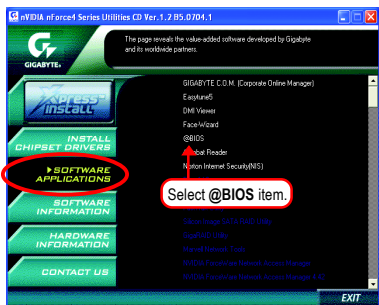 nVIDIA nForce4 Series Utilities CD Ver.1.2 B5.0704.1
The page reveals the value-added software developed by Gigabyte
and its worldwide partners.
GIGABYTE
Xpress
INSTALL
INSTALL
CHIPSET DRIVERS
SOFTWARE
APPLICATIONS
SOFTWARE
INFORMATION
HARDWARE
INFORMATION
CONTACT US
GIGABYTE C.O.M. (Corporate Online Manager)
Easytune5
DMI Viewer
Face-Wizard
@BIOS
Reader
Norton Internet Security(NIS)
Select @BIOS item.
EXIT